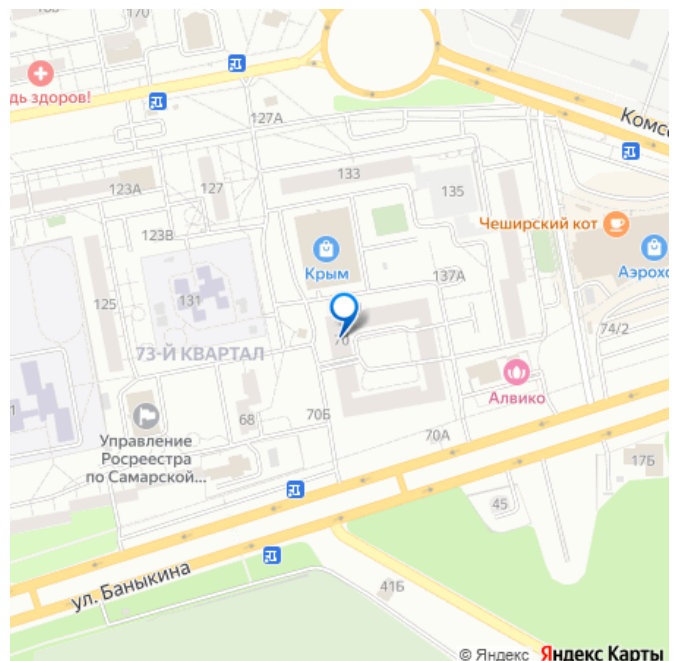 170
дь здоров!
127А
Комсо
133
123А
127
135
123В
Чеширский кот
Крым
137А
Аэрохо
131
125
74/2
70
73-Й КВАРТАЛ
Алвико
68
70Б
70А
Управление
Росреестра
по Самарской...
17Б
45
ул. Баныкина
41Б
© Яндекс Яндекс Карты